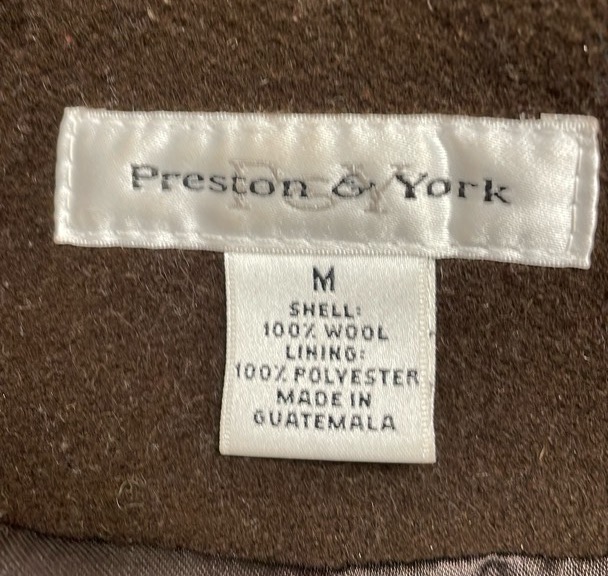 Preston & York
P&Y
M
SHELL:
100% WOOL
LINING:
100% POLYESTER
MADE IN
GUATEMALA